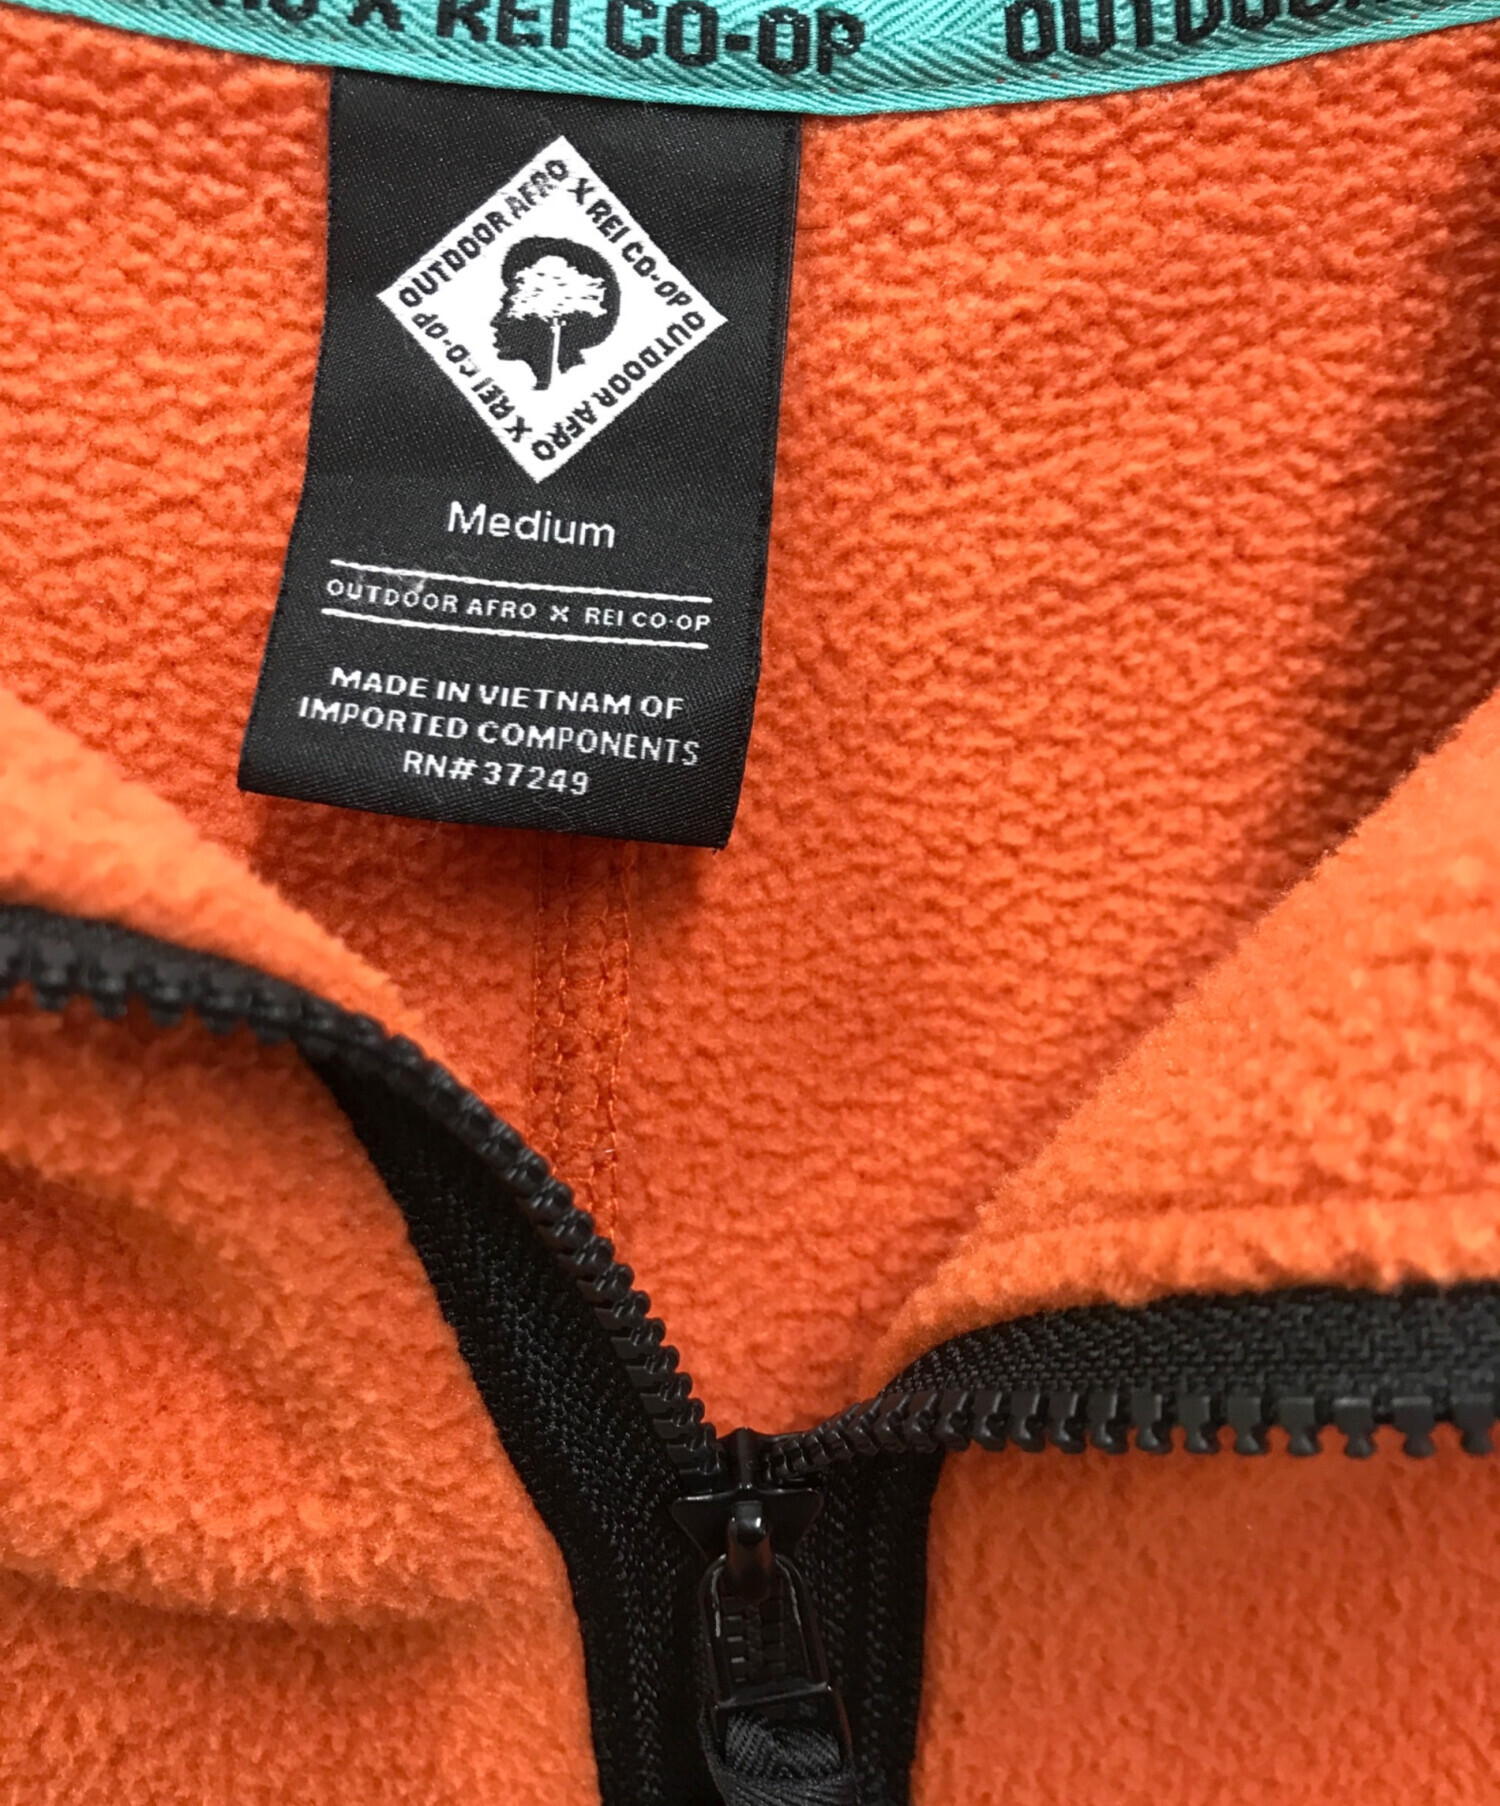 X REI CO-OP
OUTDOOR AFRO X REI CO-OP OUTDOOR AFRO X REI CO-OP
Medium
OUTDOOR AFRO X REI CO-OP
MADE IN VIETNAM OF
IMPORTED COMPONENTS
RN# 37249